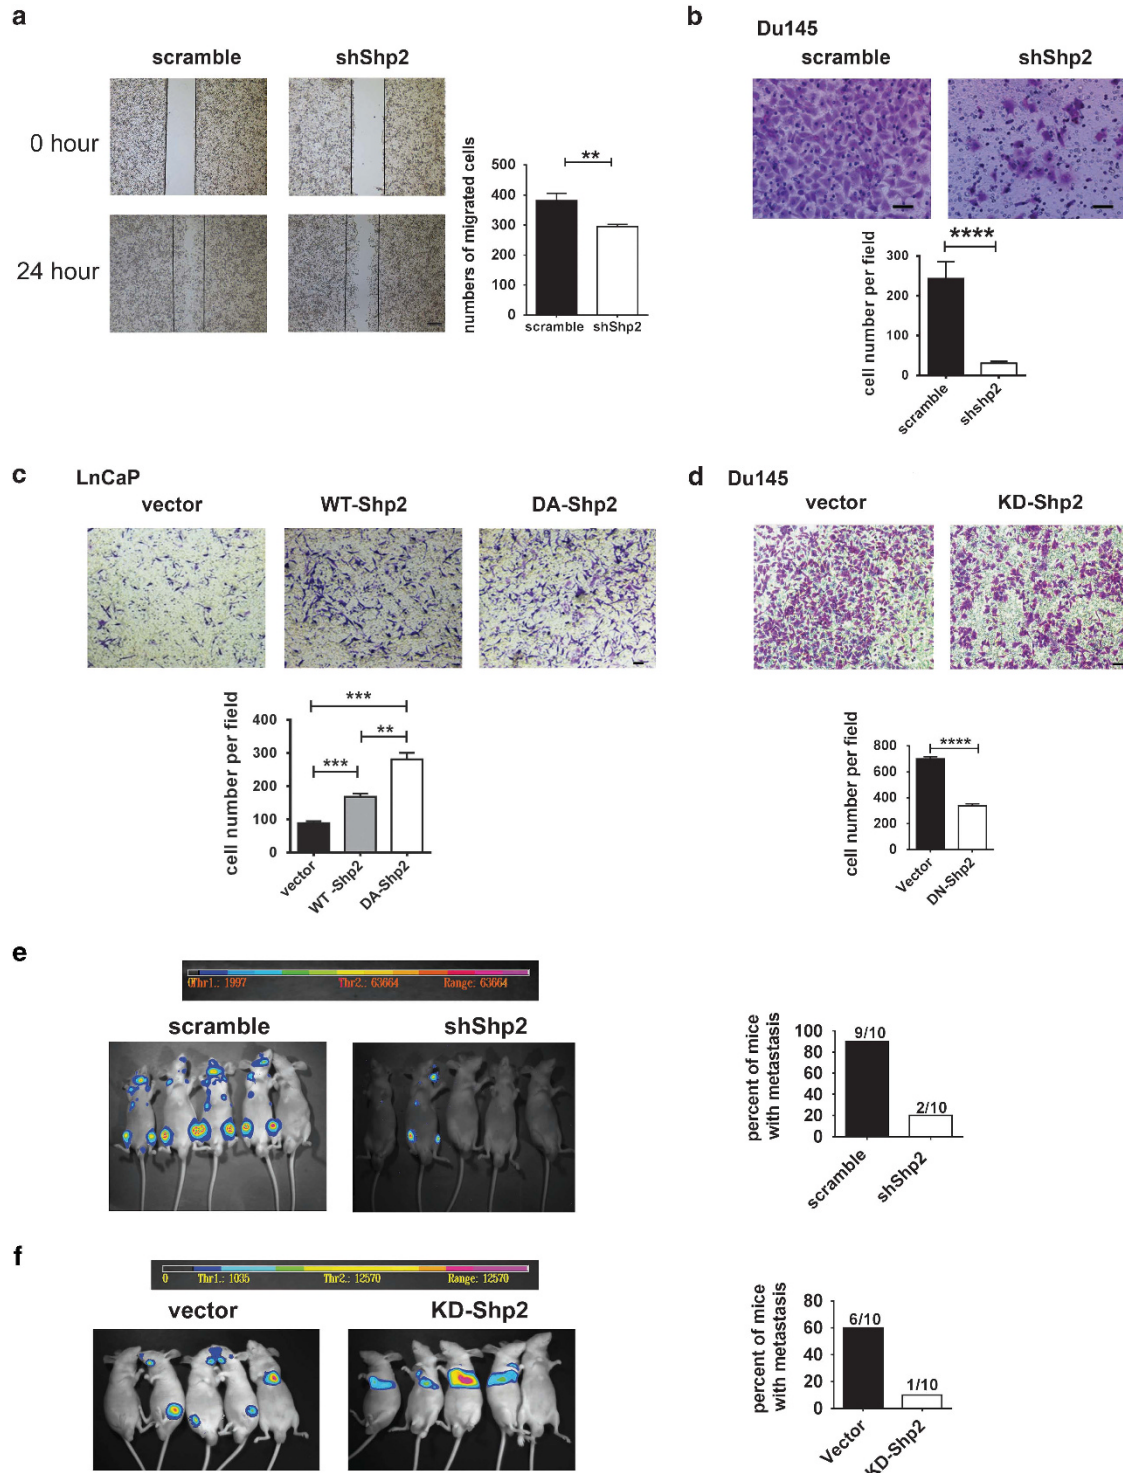 a
scramble
shShp2
0 hour
24 hour
numbers of migrated cells
500
400
300
200
100
0
**
scramble
shShp2
b
Du145
scramble
shShp2
****
cell number per field
300
200
100
0
scramble
shshp2
c
LnCaP
vector
WT-Shp2
DA-Shp2
cell number per field
400
300
200
100
0
***
**
***
vector
WT -Shp2
DA-Shp2
d
Du145
vector
KD-Shp2
cell number per field
800
600
400
200
0
****
Vector
DN-Shp2
e
0 Thr1.: 1997 Thr2.: 63664 Range: 63664
scramble
shShp2
percent of mice
with metastasis
100
80
60
40
20
0
9/10
2/10
scramble
shShp2
f
0 Thr1.: 1035 Thr2.: 12570 Range: 12570
vector
KD-Shp2
percent of mice
with metastasis
80
60
40
20
0
6/10
1/10
Vector
KD-Shp2